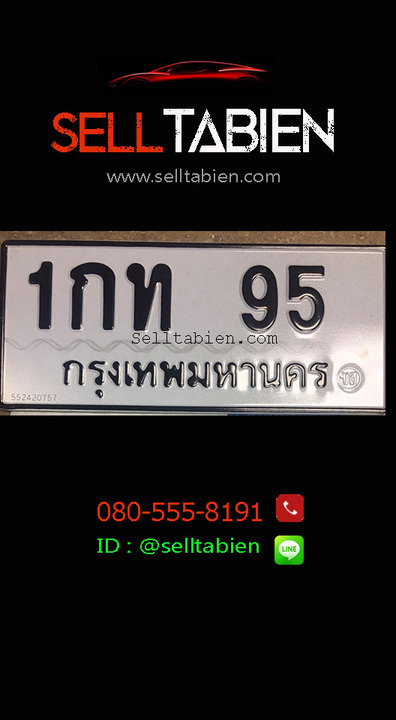 SELLTABIEN
www.selltabien.com
1กท 95
Selltabien.com
กรุงเทพมหานคร
552420757
080-555-8191
ID : @selltabien
LINE